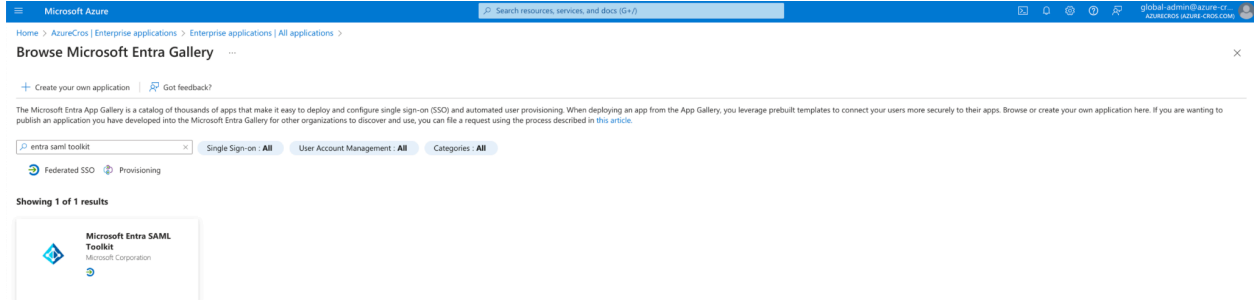 Microsoft Azure
Search resources, services, and docs (G+/)
global-admin@azure-cr...
AZURECROS (AZURE-CROS.COM)
Home > AzureCros | Enterprise applications > Enterprise applications | All applications >
Browse Microsoft Entra Gallery ...
+ Create your own application | Got feedback?
The Microsoft Entra App Gallery is a catalog of thousands of apps that make it easy to deploy and configure single sign-on (SSO) and automated user provisioning. When deploying an app from the App Gallery, you leverage prebuilt templates to connect your users more securely to their apps. Browse or create your own application here. If you are wanting to
publish an application you have developed into the Microsoft Entra Gallery for other organizations to discover and use, you can file a request using the process described in this article.
entra saml toolkit
Single Sign-on : All
User Account Management : All
Categories : All
Federated SSO
Provisioning
Showing 1 of 1 results
Microsoft Entra SAML
Toolkit
Microsoft Corporation